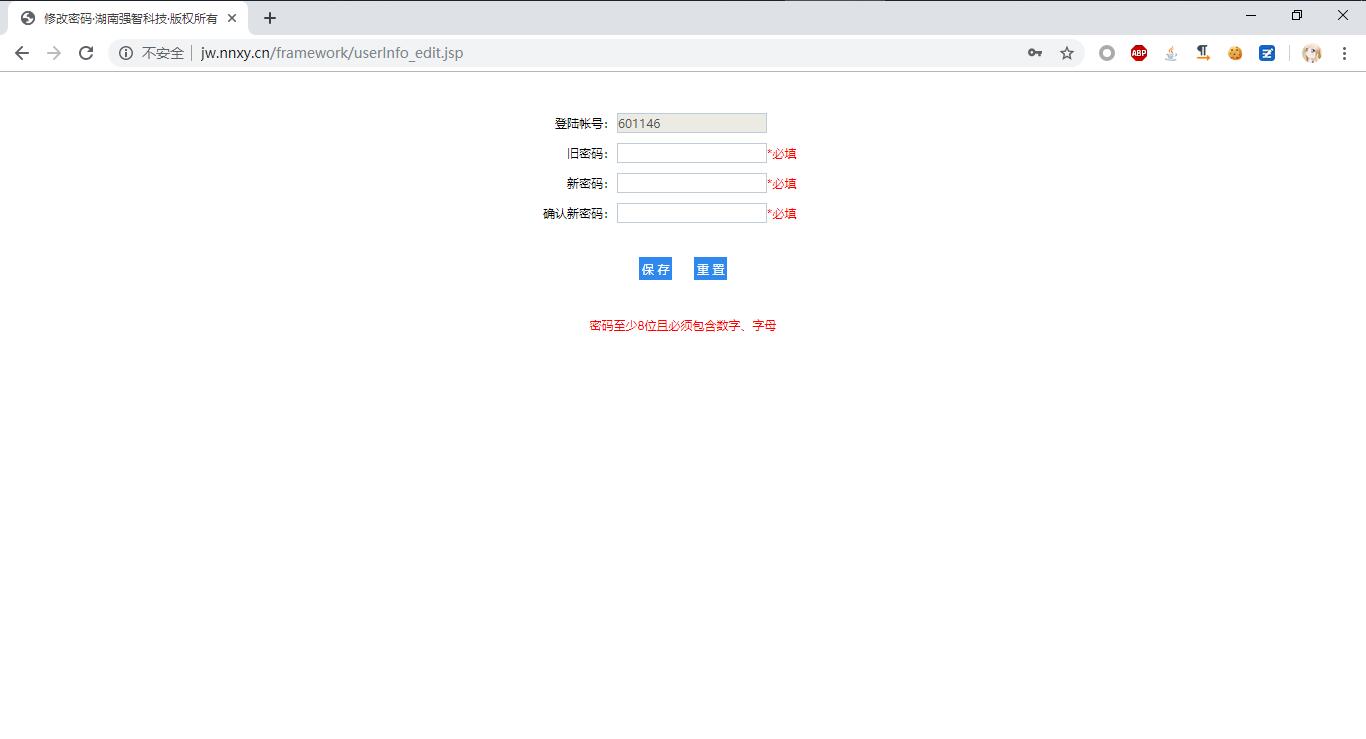 修改密码·湖南强智科技·版权所有
不安全 jw.nnxy.cn/framework/userInfo_edit.jsp
ABP
登陆帐号：601146
旧密码：*必填
新密码：*必填
确认新密码：*必填
保 存 重 置
密码至少8位且必须包含数字、字母